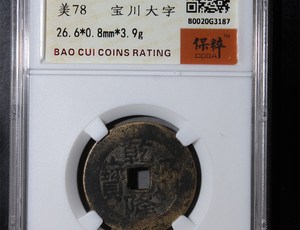 美78 宝川大字
B0020G3187
26.6*0.8mm*3.9g
BAO CUI COINS RATING
保粹
乾隆
寶